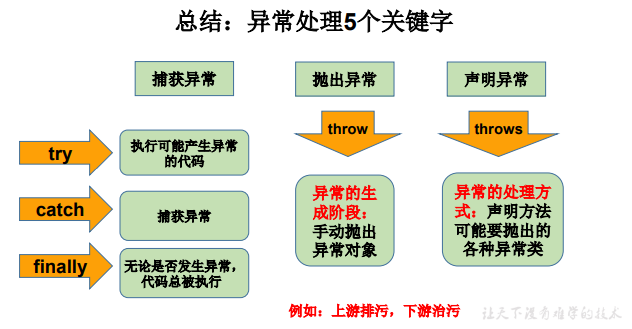 总结：异常处理5个关键字
捕获异常
抛出异常
声明异常
throw
throws
try
执行可能产生异常
的代码
catch
捕获异常
finally
无论是否发生异常，
代码总被执行
异常的生
成阶段：
手动抛出
异常对象
异常的处理方
式：声明方法
可能要抛出的
各种异常类
例如：上游排污，下游治污
让天下没有难学的技术